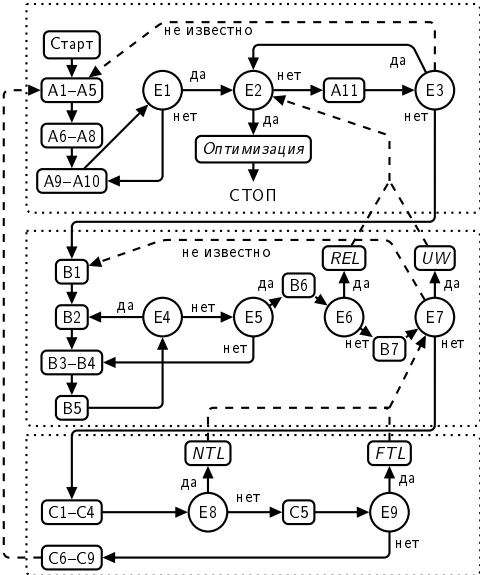 не известно
Старт
да
A1–A5
E1
да
E2
нет
A11
E3
нет
нет
A6–A8
да
Оптимизация
A9–A10
СТОП
B1
не известно
REL
UW
да
B6
да
да
B2
да
E4
нет
E5
E6
E7
нет
нет
B7
нет
B3–B4
B5
NTL
FTL
да
нет
да
C1–C4
E8
C5
E9
нет
C6–C9